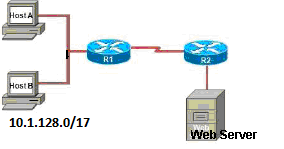 Host A
R1
R2
Host B
10.1.128.0/17
Web Server